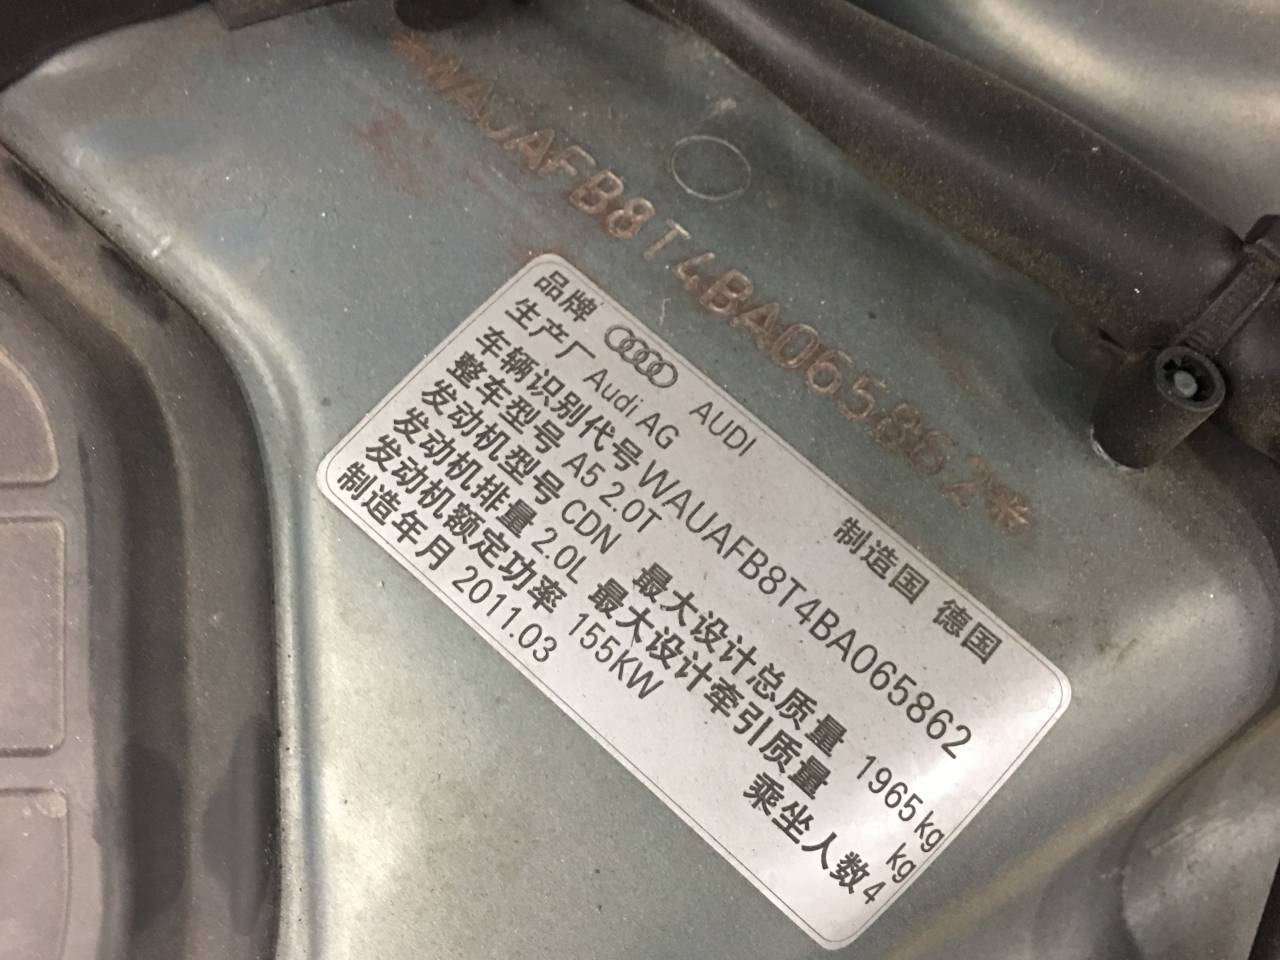 *WAUAFB8T4BA065862*
品牌 AUDI 制造国 德国
生产厂 Audi AG
车辆识别代号 WAUAFB8T4BA065862
整车型号 A5 2.0T
发动机型号 CDN 最大设计总质量 1965 kg
发动机排量 2.0L 最大设计牵引质量 kg
发动机额定功率 155KW 乘坐人数 4
制造年月 2011.03